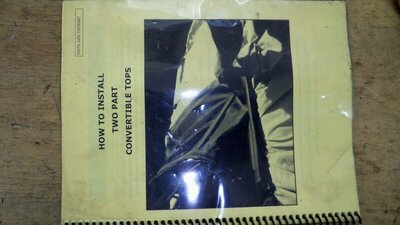 HOW TO INSTALL
TWO PART
CONVERTIBLE TOPS